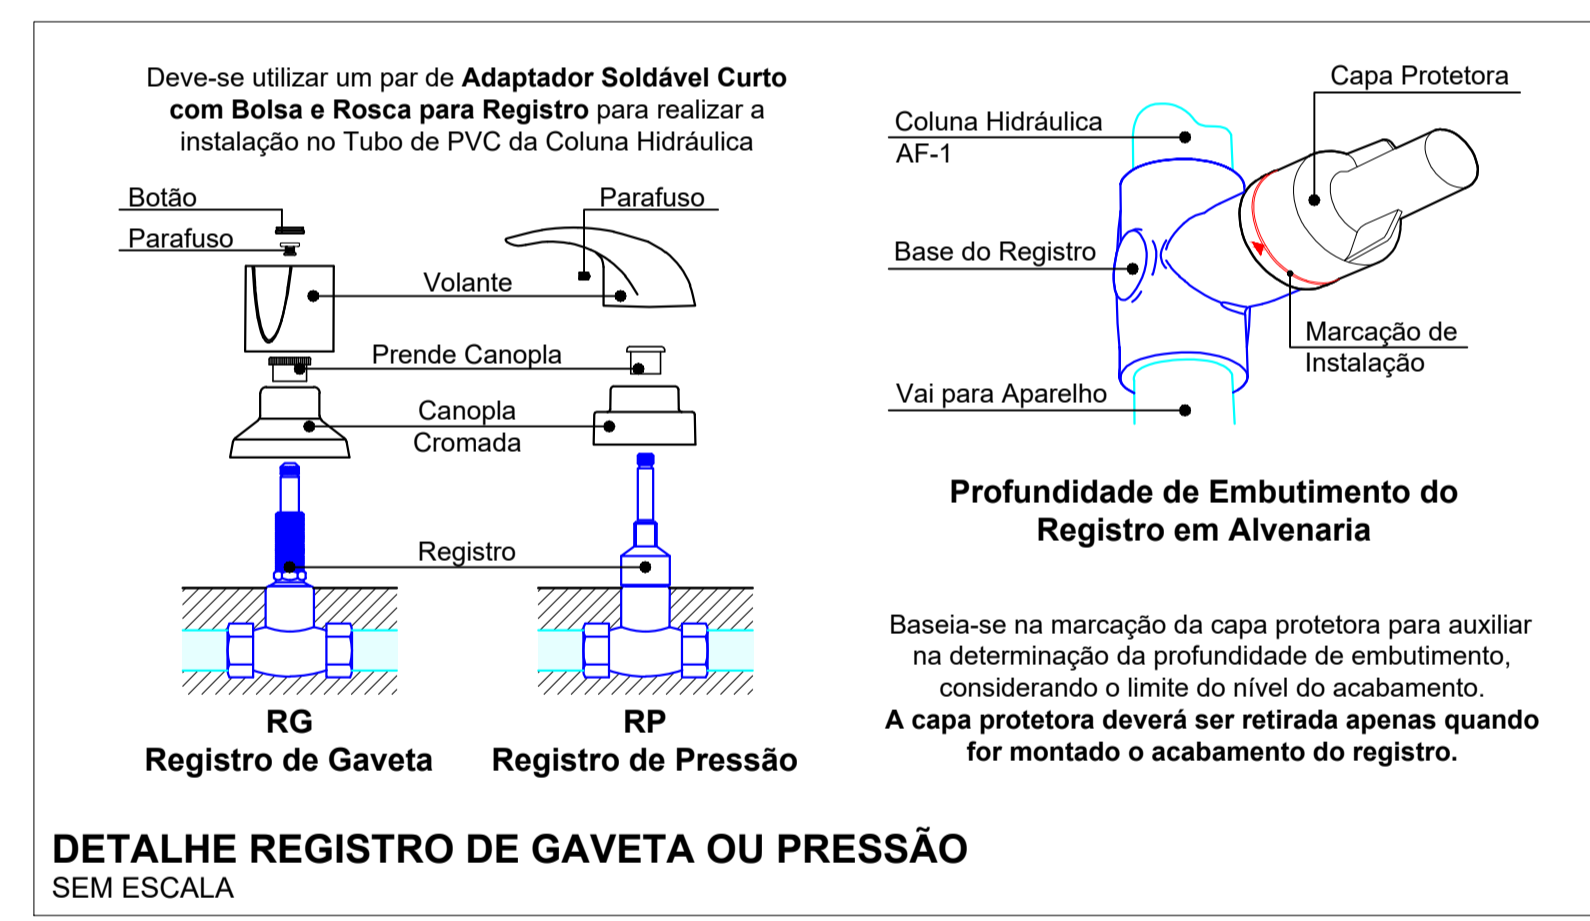 Deve-se utilizar um par de Adaptador Soldável Curto
com Bolsa e Rosca para Registro para realizar a
instalação no Tubo de PVC da Coluna Hidráulica
Botão
Parafuso
Parafuso
Volante
Prende Canopla
Canopla
Cromada
Registro
RG
Registro de Gaveta
RP
Registro de Pressão
Capa Protetora
Coluna Hidráulica
AF-1
Base do Registro
Marcação de
Instalação
Vai para Aparelho
Profundidade de Embutimento do
Registro em Alvenaria
Baseia-se na marcação da capa protetora para auxiliar
na determinação da profundidade de embutimento,
considerando o limite do nível do acabamento.
A capa protetora deverá ser retirada apenas quando
for montado o acabamento do registro.
DETALHE REGISTRO DE GAVETA OU PRESSÃO
SEM ESCALA